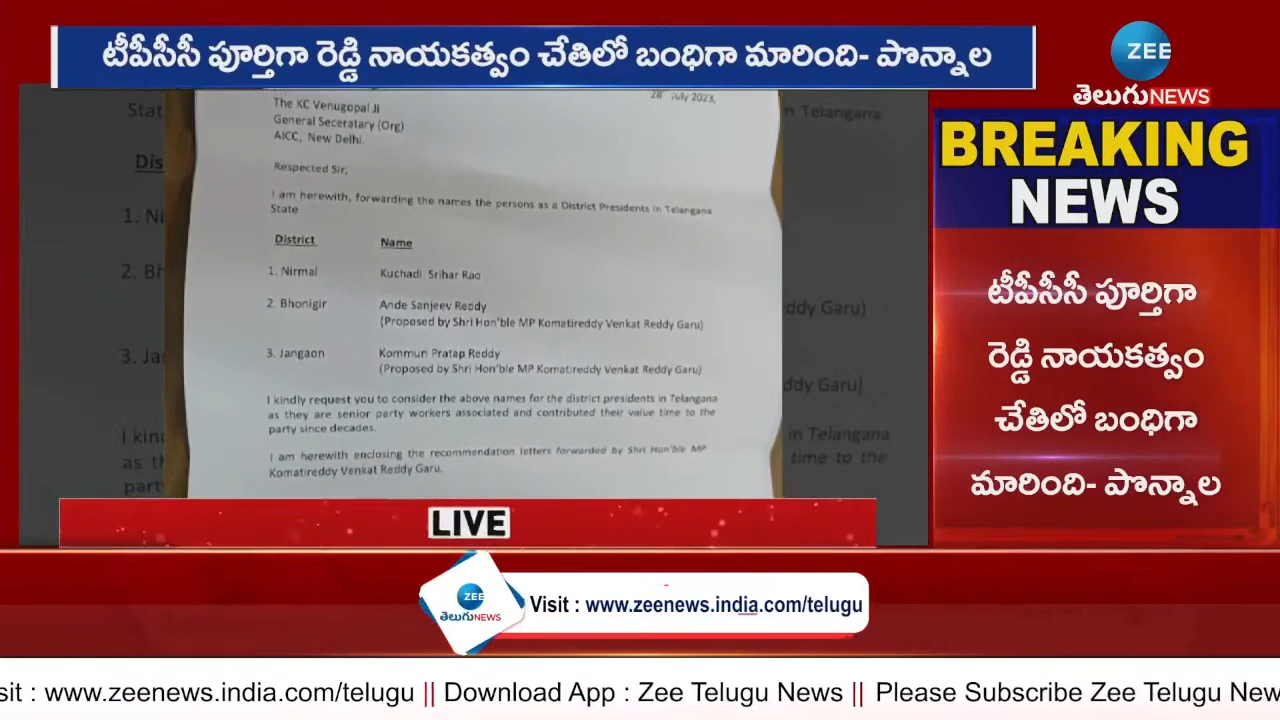 టీపీసీసీ పూర్తిగా రెడ్డి నాయకత్వం చేతిలో బంధిగా మారింది- పొన్నాల
ZEE
తెలుగు NEWS
BREAKING
NEWS
టీపీసీసీ పూర్తిగా
రెడ్డి నాయకత్వం
చేతిలో బంధిగా
మారింది- పొన్నాల
28 July 2023,
The KC Venugopal Ji
General Seceratary (Org)
AICC, New Delhi.
Respected Sir,
I am herewith, forwarding the names the persons as a District Presidents in Telangana
State
District Name
1. Nirmal Kuchadi Srihar Rao
2. Bhonigir Ande Sanjeev Reddy
(Proposed by Shri Hon'ble MP Komatireddy Venkat Reddy Garu)
3. Jangaon Kommuri Pratap Reddy
(Proposed by Shri Hon'ble MP Komatireddy Venkat Reddy Garu)
I kindly request you to consider the above names for the district presidents in Telangana
as they are senior party workers associated and contributed their value time to the
party since decades.
I am herewith enclosing the recommendation letters forwarded by Shri Hon'ble MP
Komatireddy Venkat Reddy Garu.
LIVE
ZEE
తెలుగు NEWS
Visit : www.zeenews.india.com/telugu
sit : www.zeenews.india.com/telugu || Download App : Zee Telugu News || Please Subscribe Zee Telugu New